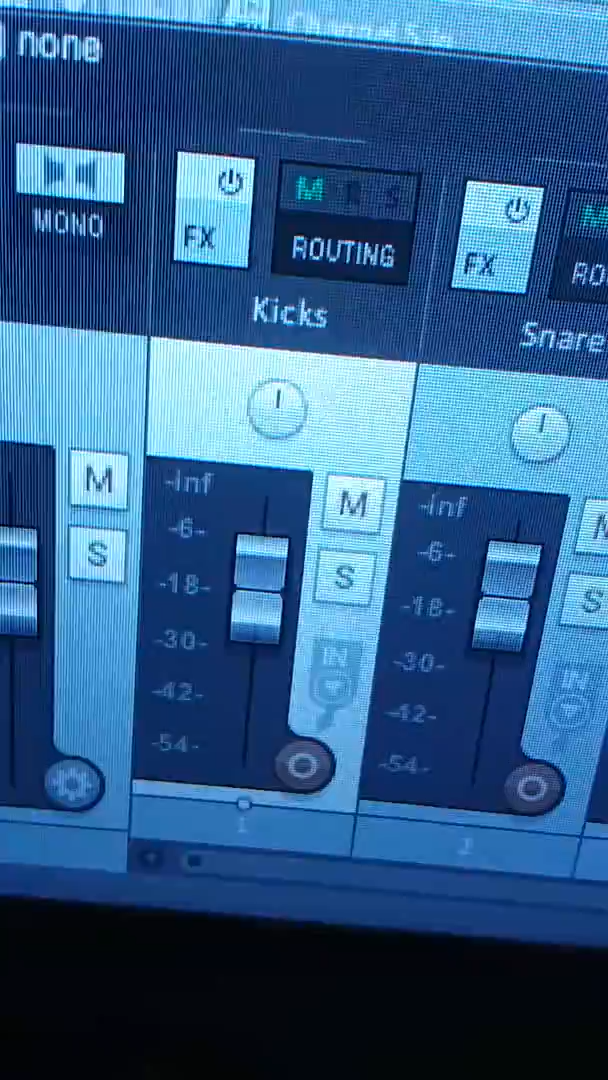 none
MONO
FX
M R S
ROUTING
FX
M
Kicks
Snare
M
S
-inf
-6-
-18-
-30-
-42-
-54-
M
S
IN
-inf
-6-
-18-
-30-
-42-
-54-
S
IN
1
2